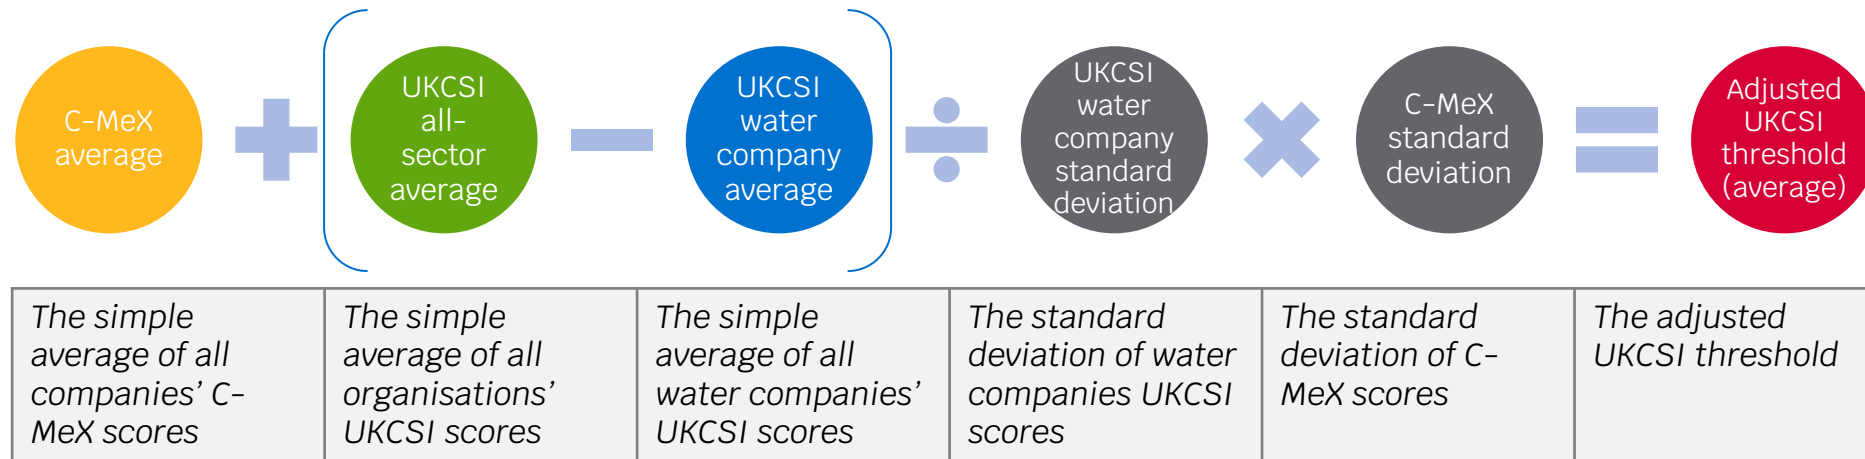 C-MeX
average
UKCSI
all-
sector
average
UKCSI
water
company
average
UKCSI
water
company
standard
deviation
C-MeX
standard
deviation
Adjusted
UKCSI
threshold
(average)
The simple
average of all
companies’ C-
MeX scores
The simple
average of all
organisations’
UKCSI scores
The simple
average of all
water companies’
UKCSI scores
The standard
deviation of water
companies UKCSI
scores
The standard
deviation of C-
MeX scores
The adjusted
UKCSI threshold